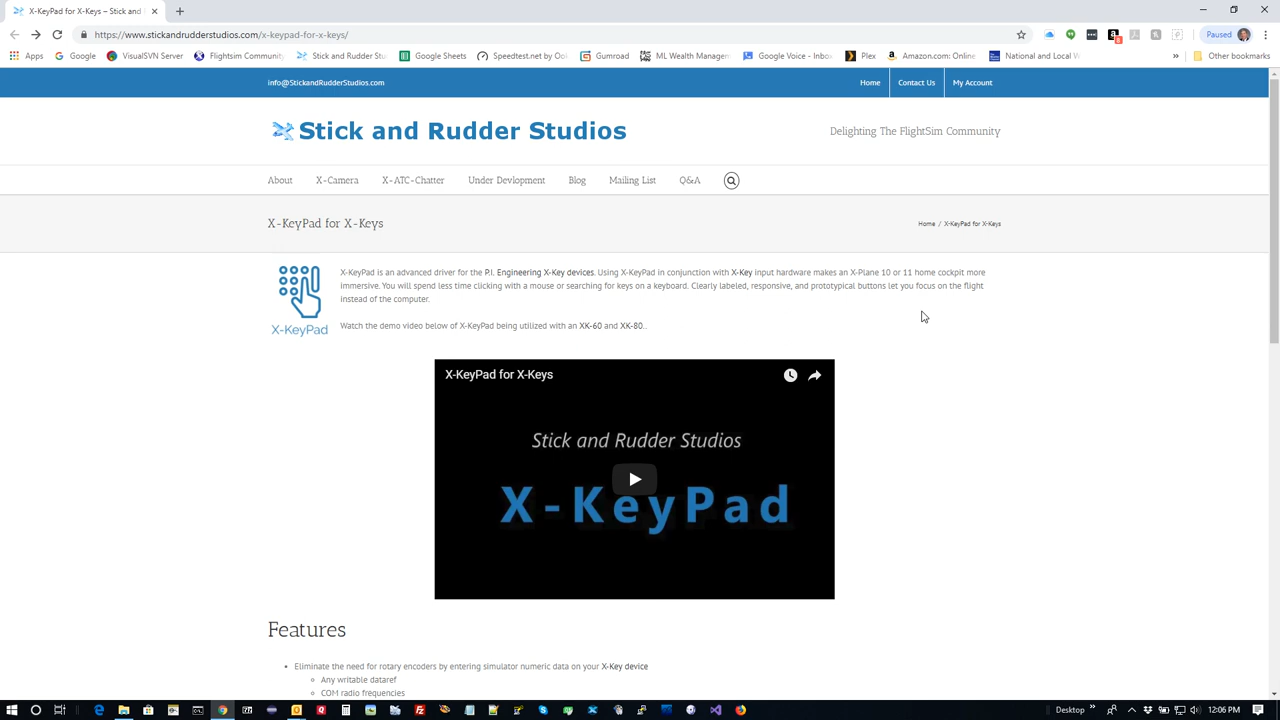 X-KeyPad for X-Keys – Stick and
https://www.stickandrudderstudios.com/x-keypad-for-x-keys/
Paused
Apps
Google
VisualSVN Server
Flightsim Community
Stick and Rudder Stu
Google Sheets
Speedtest.net by Oo
Gumroad
ML Wealth Manager
Google Voice - Inbo
Plex
Amazon.com: Online
National and Local W
Other bookmarks
info@StickandRudderStudios.com
Home
Contact Us
My Account
Stick and Rudder Studios
Delighting The FlightSim Community
About
X-Camera
X-ATC-Chatter
Under Devlopment
Blog
Mailing List
Q&A
X-KeyPad for X-Keys
Home / X-KeyPad for X-Keys
X-KeyPad is an advanced driver for the P.I. Engineering X-Key devices. Using X-KeyPad in conjunction with X-Key input hardware makes an X-Plane 10 or 11 home cockpit more
immersive. You will spend less time clicking with a mouse or searching for keys on a keyboard. Clearly labeled, responsive, and prototypical buttons let you focus on the flight
instead of the computer.
X-KeyPad
Watch the demo video below of X-KeyPad being utilized with an XK-60 and XK-80..
X-KeyPad for X-Keys
Stick and Rudder Studios
X-KeyPad
Features
Eliminate the need for rotary encoders by entering simulator numeric data on your X-Key device
Any writable dataref
COM radio frequencies
Desktop
12:06 PM